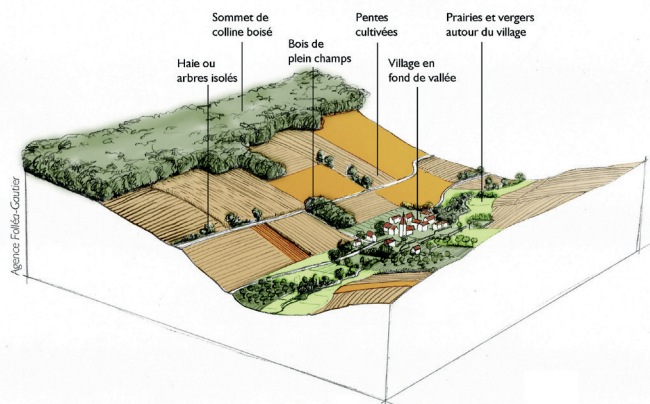 Sommet de
colline boisé
Pentes
cultivées
Prairies et vergers
autour du village
Haie ou
arbres isolés
Bois de
plein champs
Village en
fond de vallée
Agence Folléa-Gautier